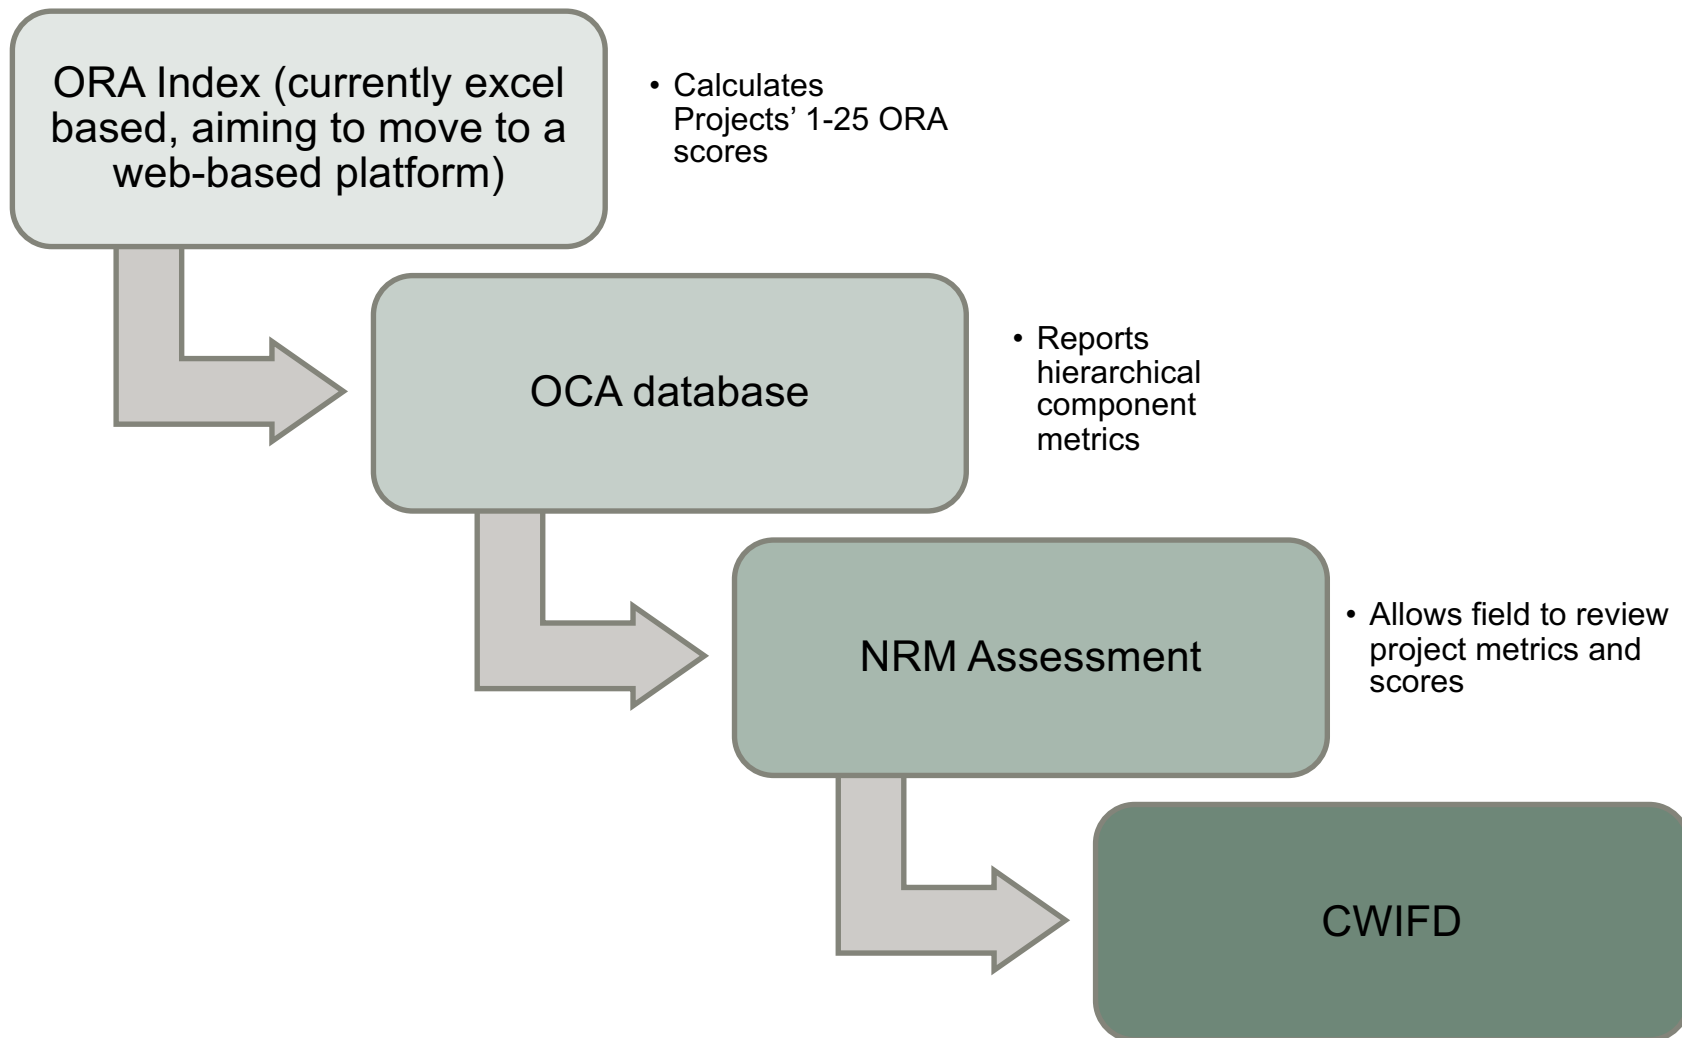 ORA Index (currently excel
based, aiming to move to a
web-based platform)
• Calculates
Projects’ 1-25 ORA
scores
OCA database
• Reports
hierarchical
component
metrics
NRM Assessment
• Allows field to review
project metrics and
scores
CWIFD